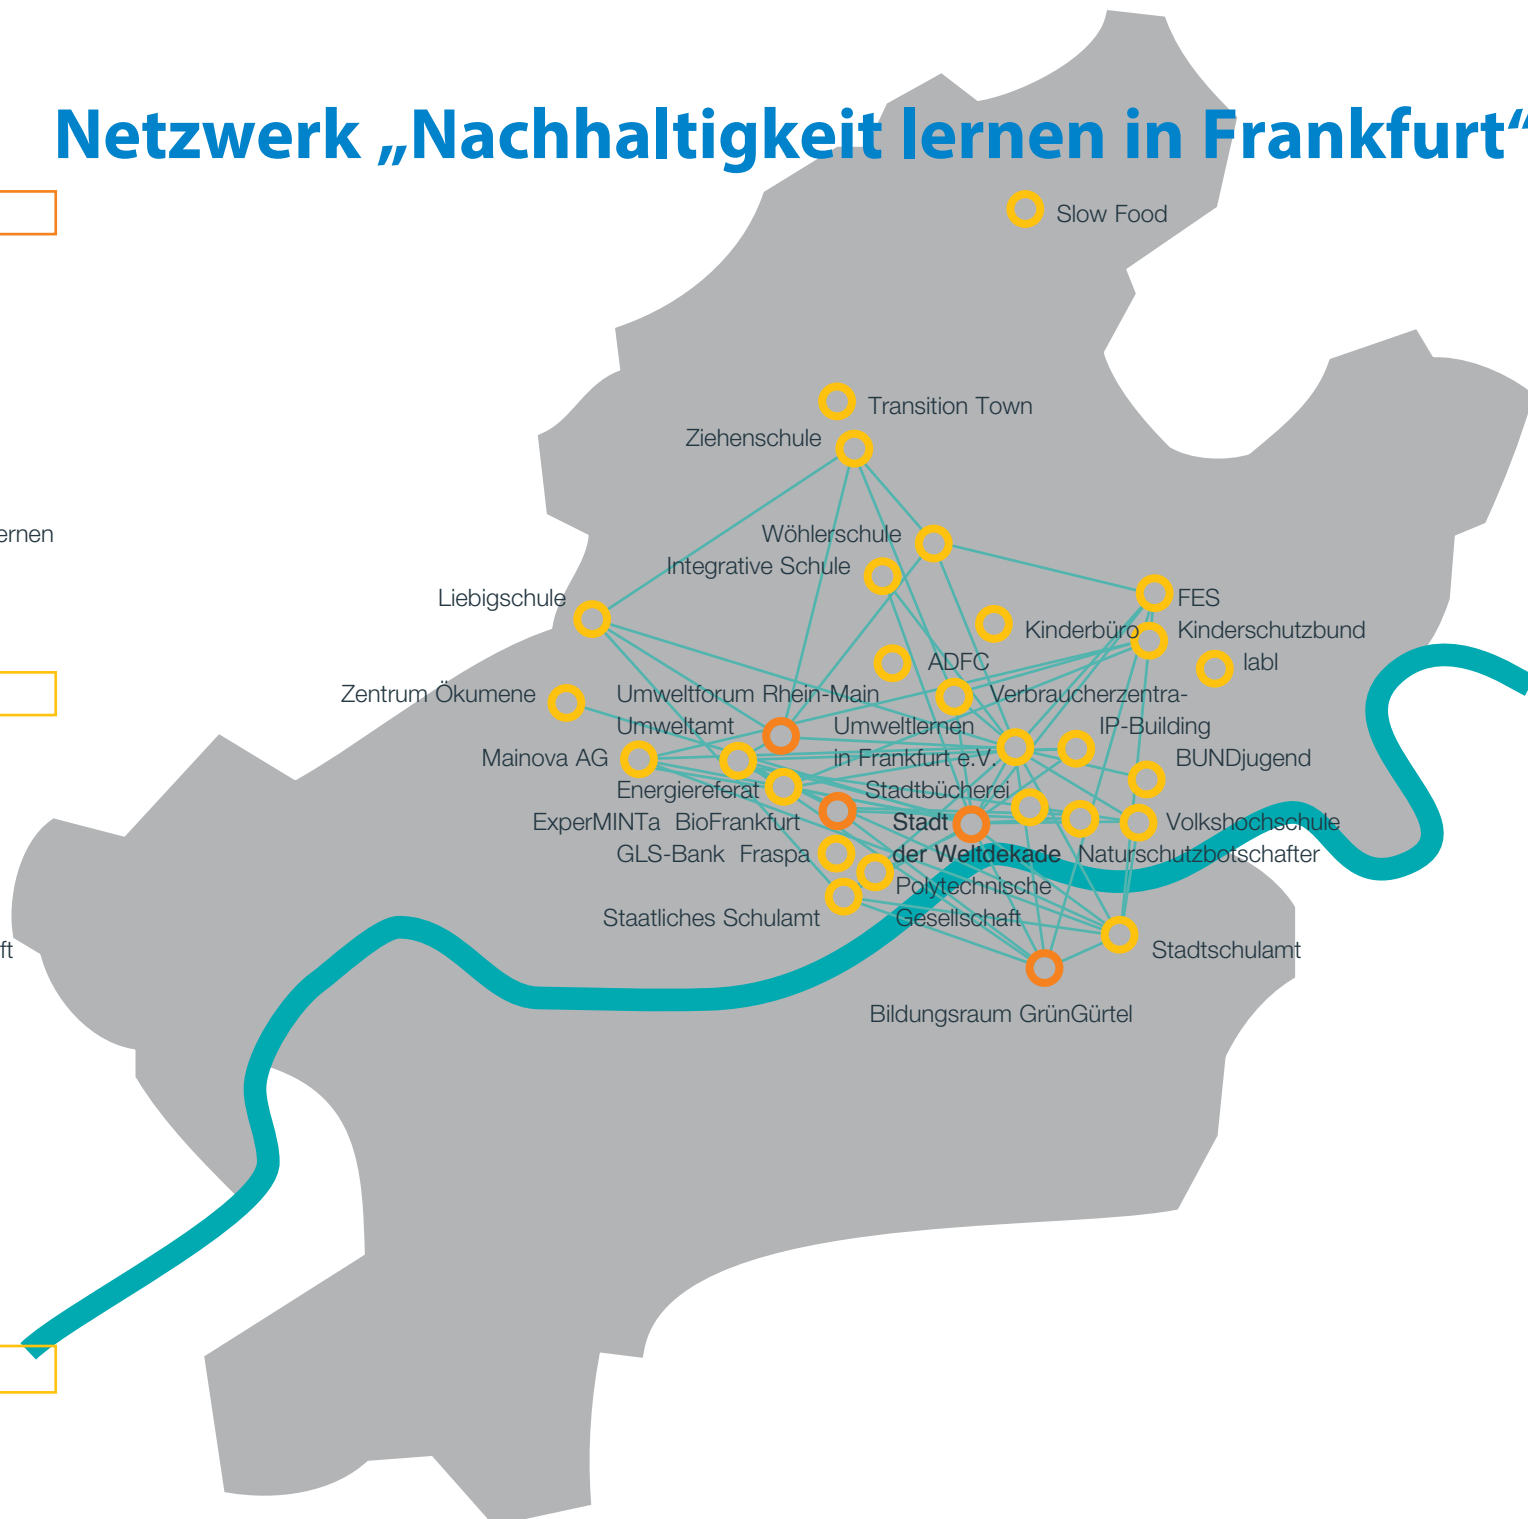 Netzwerk „Nachhaltigkeit lernen in Frankfurt“
Slow Food
Transition Town
Ziehenschule
ernen
Wöhlerschule
Integrative Schule
Liebigschule
FES
Kinderbüro
Kinderschutzbund
ADFC
Iabl
Zentrum Ökumene
Umweltforum Rhein-Main
Verbraucherzentra-
Umweltamt
Umweltlernen
in Frankfurt e.V.
IP-Building
Mainova AG
BUNDjugend
Energiereferat
Stadtbücherei
ExperMINTa
BioFrankfurt
Stadt
der Weltdekade
Volkshochschule
GLS-Bank
Fraspa
Naturschutzbotschafter
Polytechnische
Gesellschaft
Staatliches Schulamt
ft
Stadtschulamt
Bildungsraum GrünGürtel